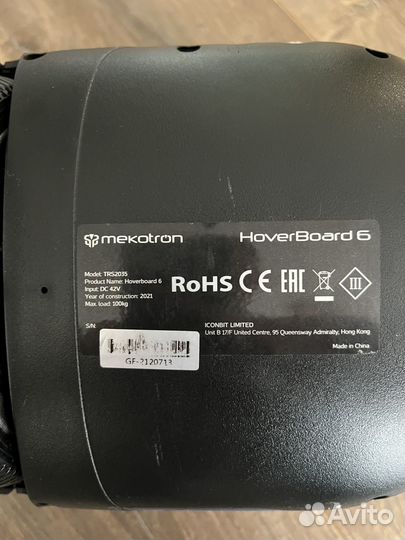 mekotron HoverBoard 6
Model: TRS2035
Product Name: Hoverboard 6
Input: DC 42V
Year of construction: 2021
Max. load: 100kg
RoHS CE EAC III
S/N:
GF-2120713
ICONBIT LIMITED
Unit B 17/F United Centre, 95 Queensway Admiralty, Hong Kong
Made in China
Avito